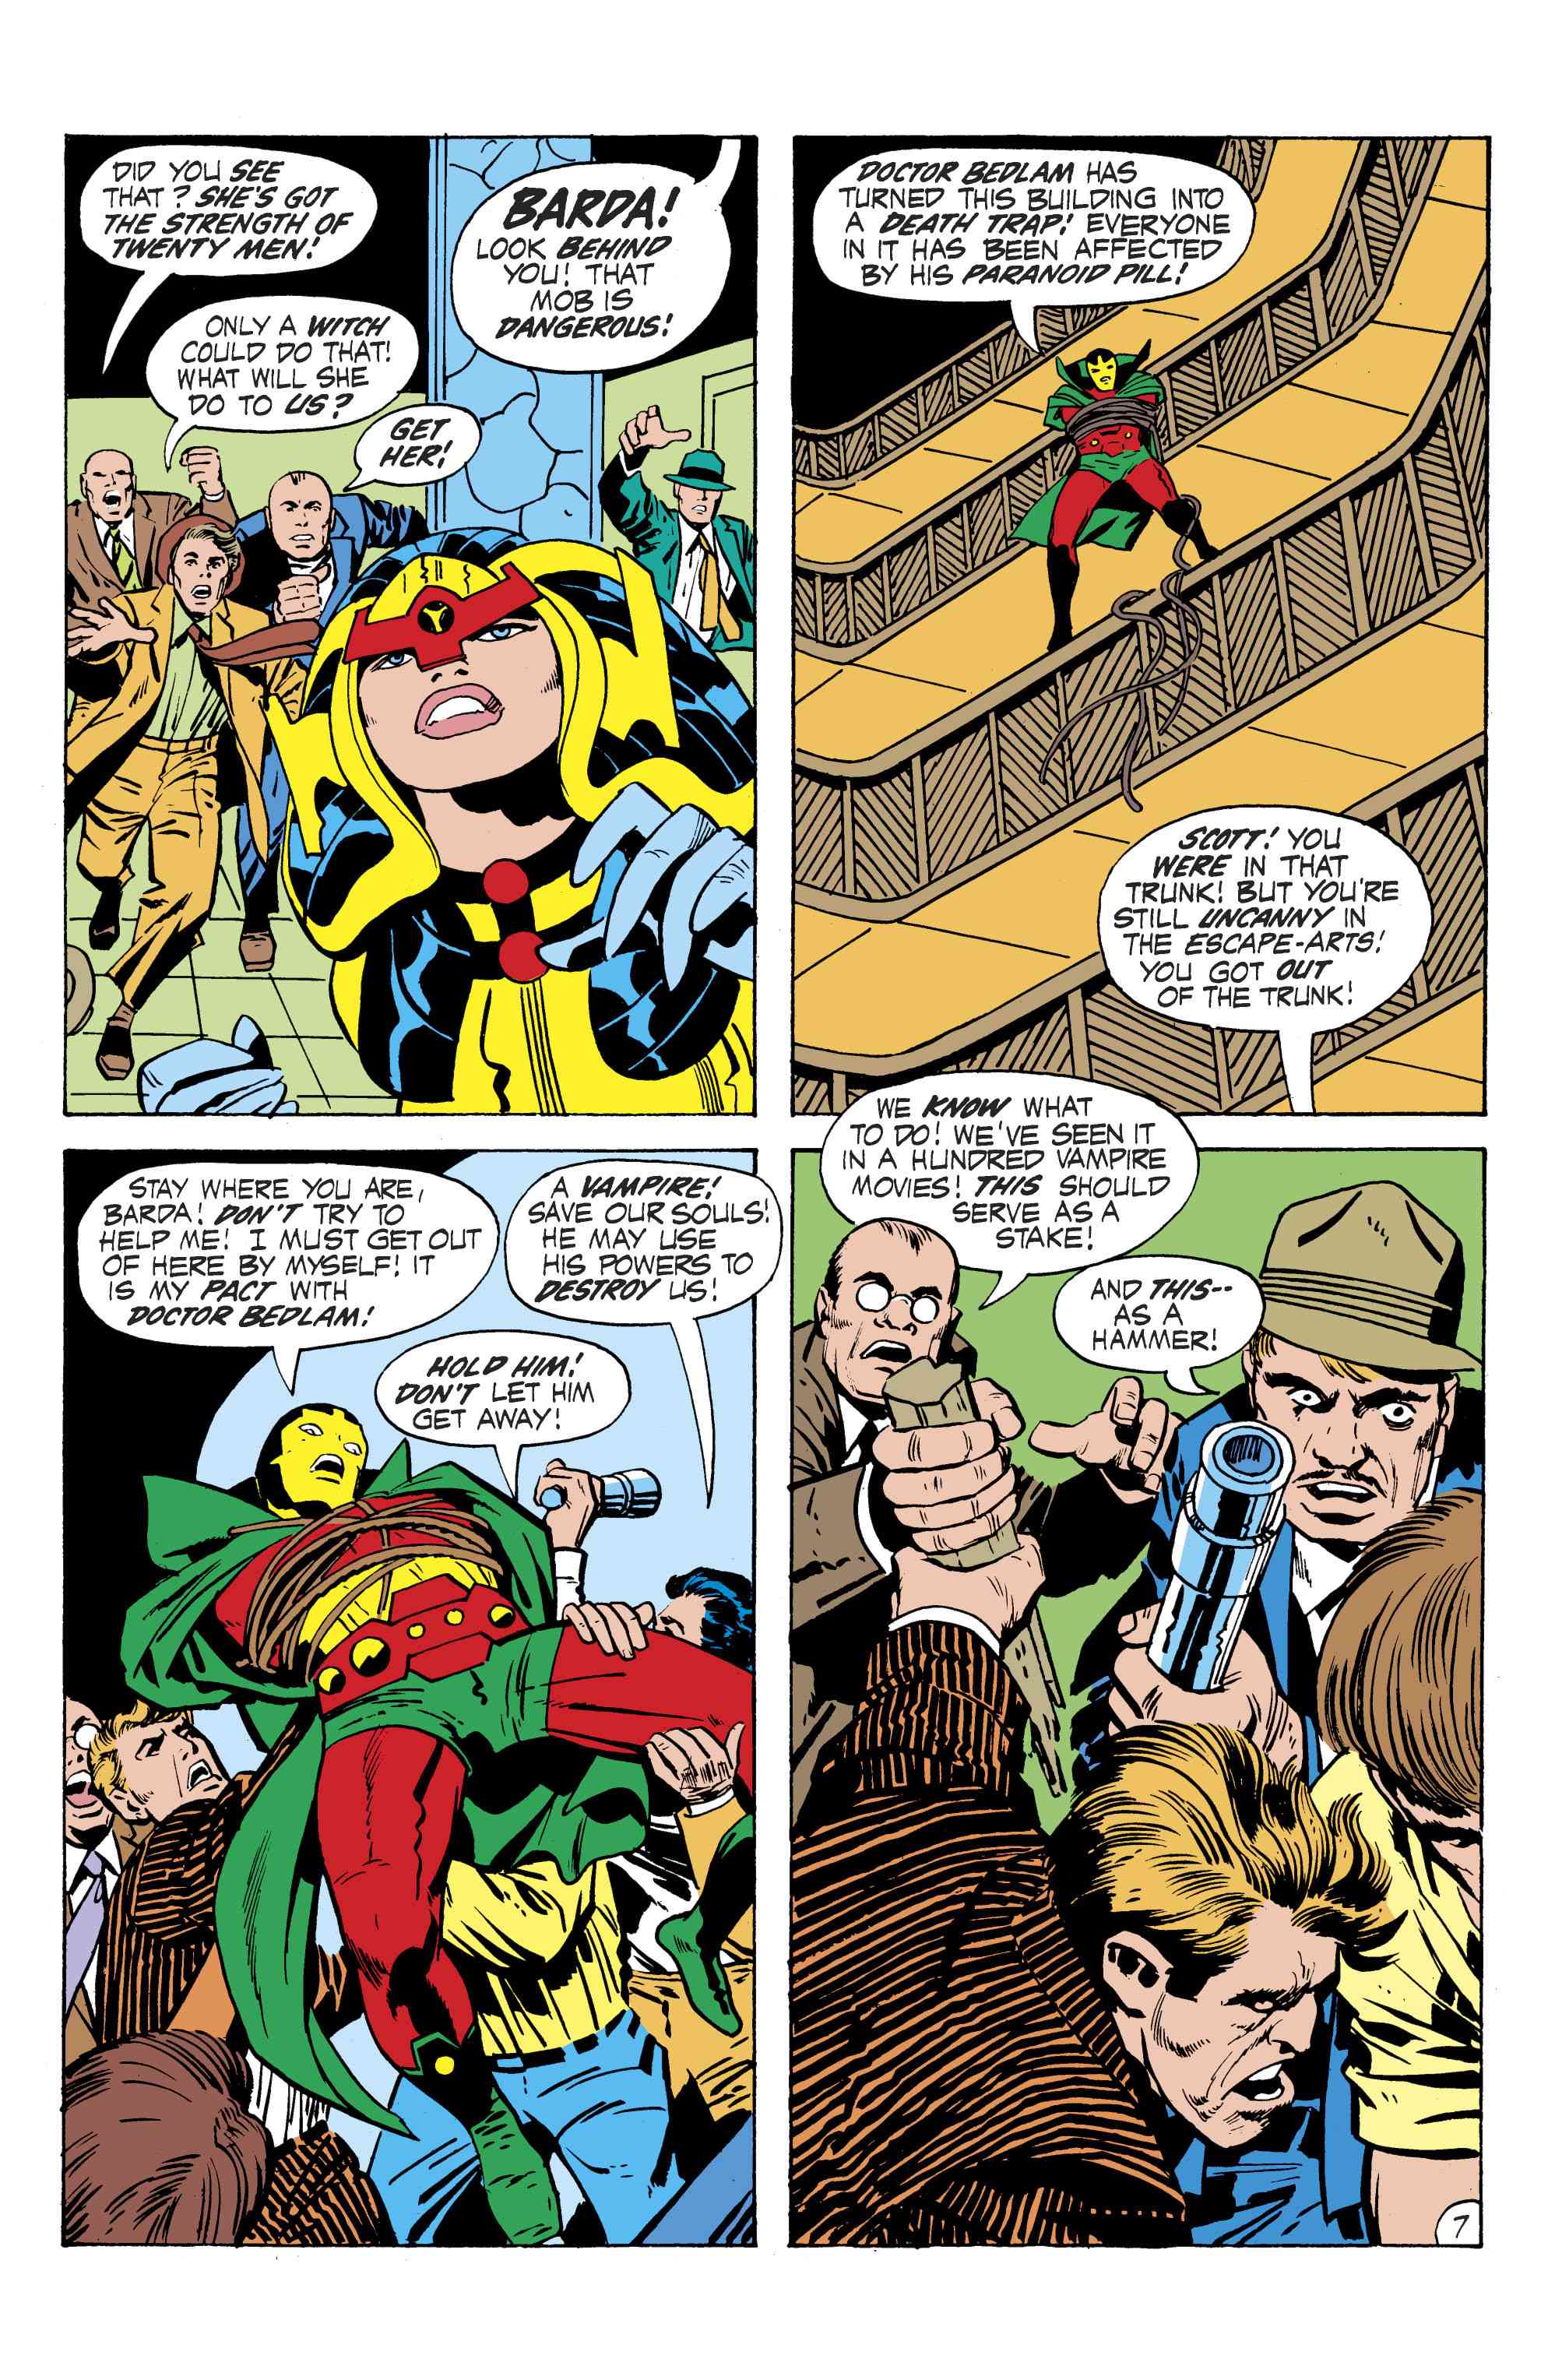 DID YOU SEE
THAT? SHE'S GOT
THE STRENGTH OF
TWENTY MEN!
ONLY A WITCH
COULD DO THAT!
WHAT WILL SHE
DO TO US?
GET
HER!
BARDA!
LOOK BEHIND
YOU! THAT
MOB IS
DANGEROUS!
DOCTOR BEDLAM HAS
TURNED THIS BUILDING INTO
A DEATH TRAP! EVERYONE
IN IT HAS BEEN AFFECTED
BY HIS PARANOID PILL!
SCOTT! YOU
WERE IN THAT
TRUNK! BUT YOU'RE
STILL UNCANNY IN
THE ESCAPE-ARTS!
YOU GOT OUT
OF THE TRUNK!
STAY WHERE YOU ARE,
BARDA! DON'T TRY TO
HELP ME! I MUST GET OUT
OF HERE BY MYSELF! IT
IS MY PACT WITH
DOCTOR BEDLAM!
A VAMPIRE!
SAVE OUR SOULS!
HE MAY USE
HIS POWERS TO
DESTROY US!
HOLD HIM!
DON'T LET HIM
GET AWAY!
WE KNOW WHAT
TO DO! WE'VE SEEN IT
IN A HUNDRED VAMPIRE
MOVIES! THIS SHOULD
SERVE AS A
STAKE!
AND THIS--
AS A
HAMMER!
7